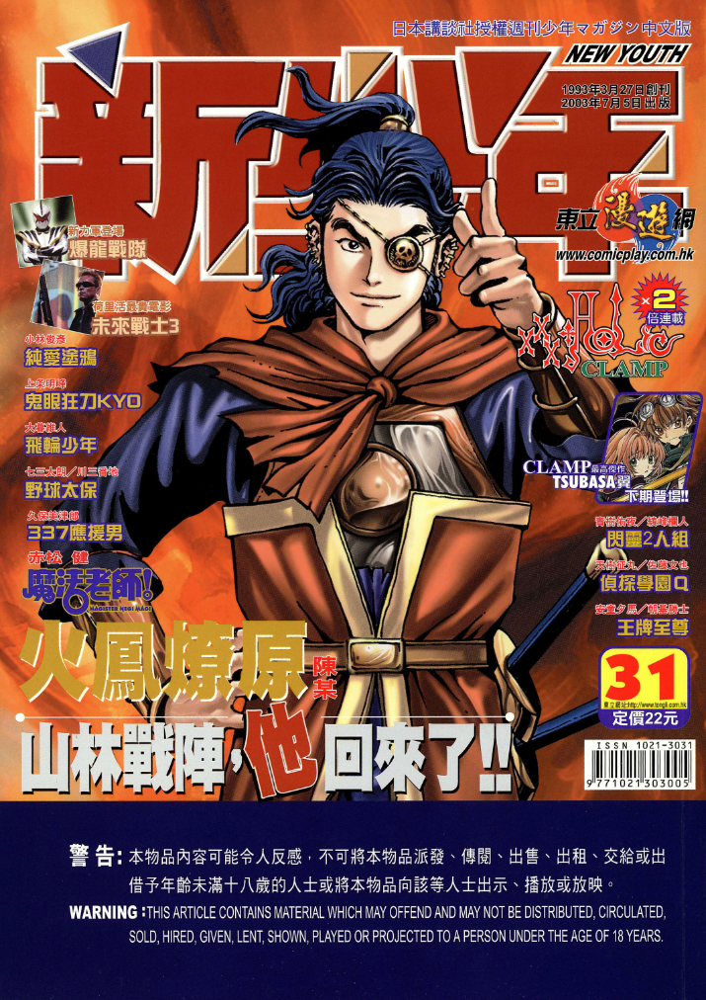 日本講談社授權週刊少年マガジン中文版
NEW YOUTH
新少年
1993年3月27日創刊
2003年7月5日出版
東立漫遊網
www.comicplay.com.hk
新力軍登場
爆龍戰隊
荷里活猛賣電影
未來戰士3
小林俊彥
純愛塗鴉
上条明峰
鬼眼狂刀KYO
大暮維人
飛輪少年
七三太朗／川三番地
野球太保
久保美津郎
337應援男
赤松 健
魔法老師!
MAGISTER NEGI MAGI
×2
倍連載
xxxHOLiC
CLAMP
CLAMP最高傑作
TSUBASA翼
下期登場!!
青樹佑夜／綾峰欄人
閃靈2人組
天樹征丸／佐藤文也
偵探學園Q
安童夕馬／朝基勝士
王牌至尊
火鳳燎原
陳某
山林戰陣，他回來了!!
31
東立網址:http://www.tongli.com.hk
定價22元
ISSN 1021-3031
9 771021 303005
警告: 本物品內容可能令人反感，不可將本物品派發、傳閱、出售、出租、交給或出
借予年齡未滿十八歲的人士或將本物品向該等人士出示、播放或放映。
WARNING : THIS ARTICLE CONTAINS MATERIAL WHICH MAY OFFEND AND MAY NOT BE DISTRIBUTED, CIRCULATED,
SOLD, HIRED, GIVEN, LENT, SHOWN, PLAYED OR PROJECTED TO A PERSON UNDER THE AGE OF 18 YEARS.